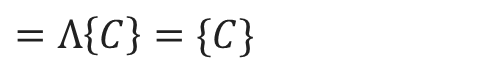 = Λ{C} = {C}